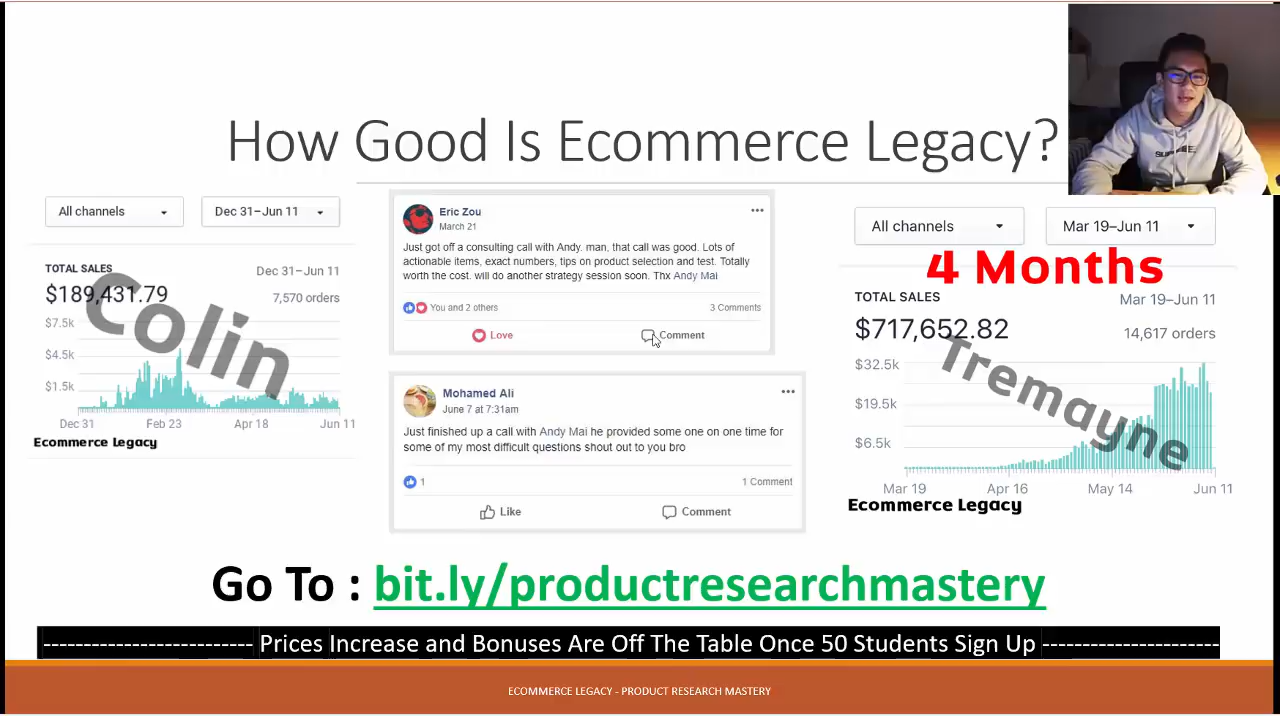 How Good Is Ecommerce Legacy?
All channels
Dec 31–Jun 11
TOTAL SALES
Dec 31–Jun 11
$189,431.79
7,570 orders
$7.5k
$4.5k
$1.5k
Colin
Dec 31
Feb 23
Apr 18
Jun 11
Ecommerce Legacy
Eric Zou
March 21
Just got off a consulting call with Andy. man, that call was good. Lots of
actionable items, exact numbers, tips on product selection and test. Totally
worth the cost. will do another strategy session soon. Thx Andy Mai
You and 2 others
3 Comments
Love
Comment
Mohamed Ali
June 7 at 7:31am
Just finished up a call with Andy Mai he provided some one on one time for
some of my most difficult questions shout out to you bro
1
1 Comment
Like
Comment
All channels
Mar 19–Jun 11
4 Months
TOTAL SALES
Mar 19–Jun 11
$717,652.82
14,617 orders
$32.5k
$19.5k
$6.5k
Tremayne
Mar 19
Apr 16
May 14
Jun 11
Ecommerce Legacy
Go To : bit.ly/productresearchmastery
-------------------------- Prices Increase and Bonuses Are Off The Table Once 50 Students Sign Up ----------------------
ECOMMERCE LEGACY - PRODUCT RESEARCH MASTERY